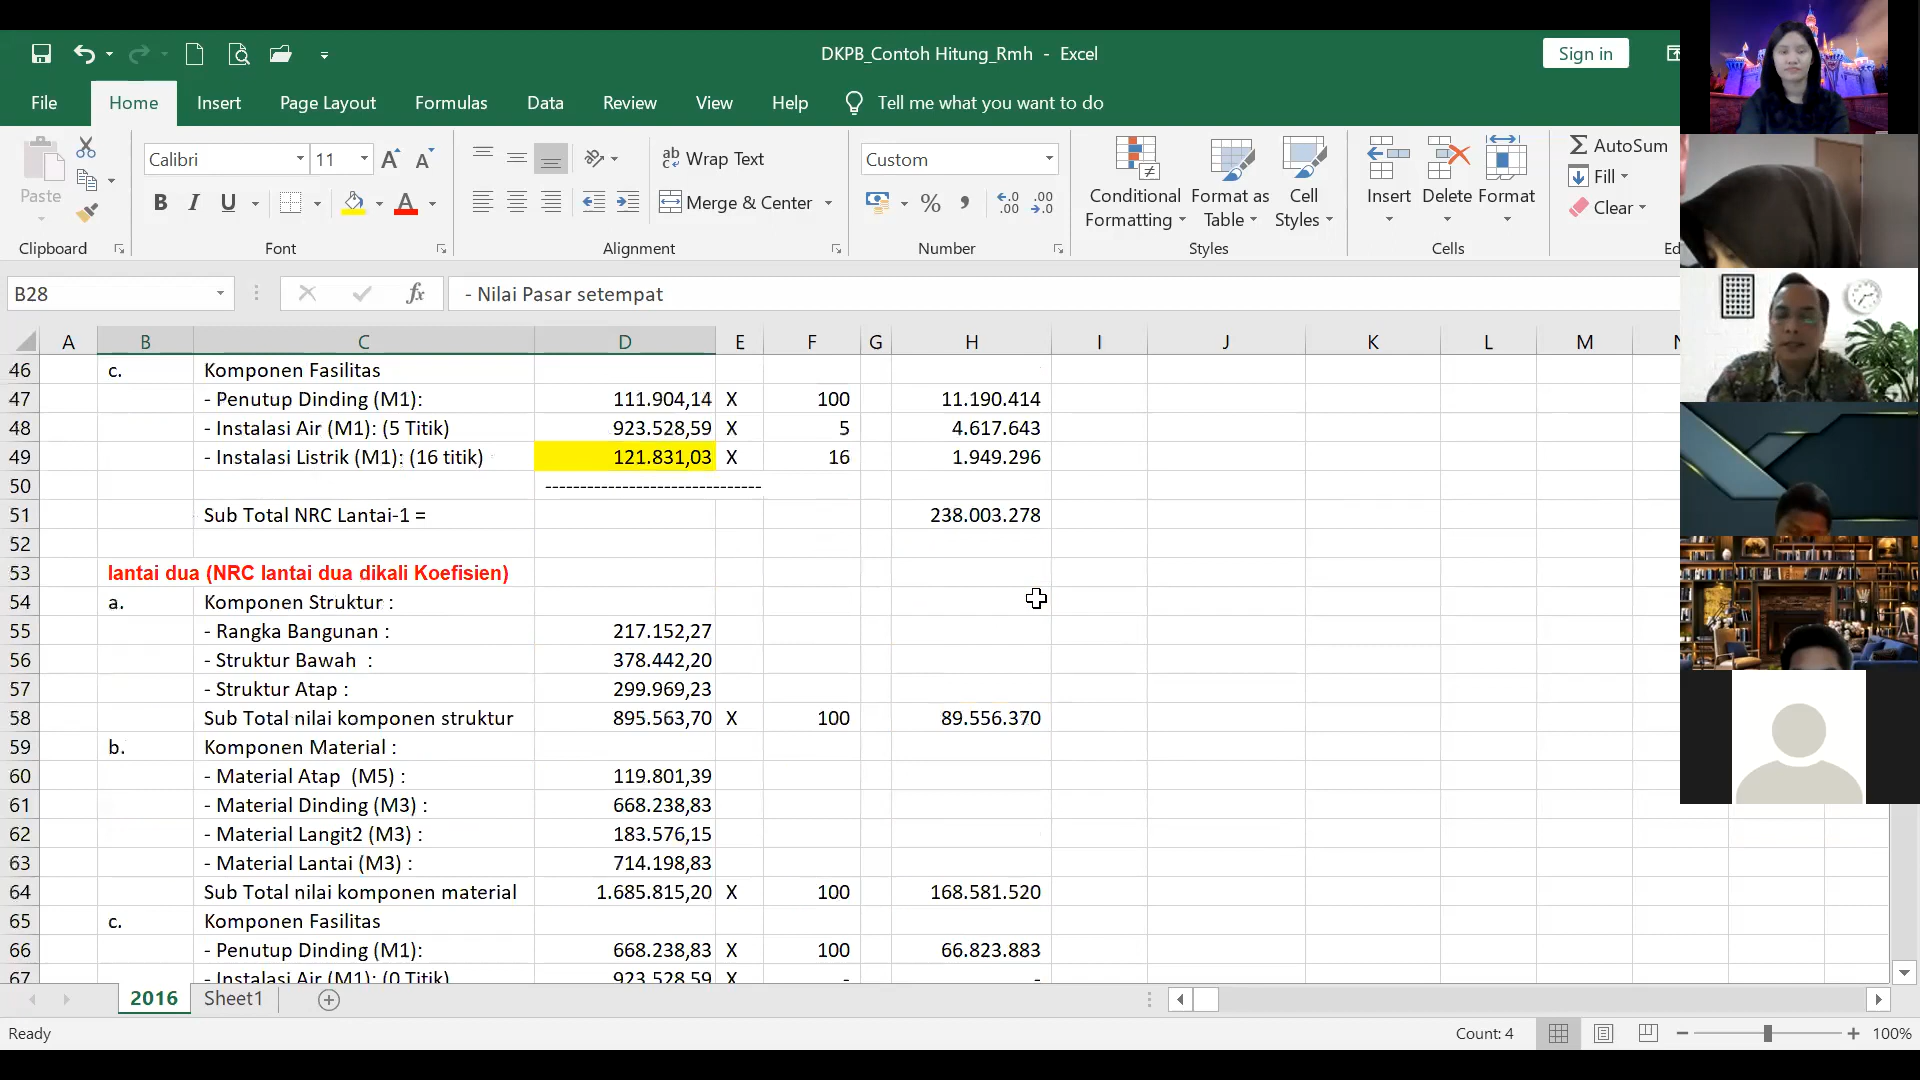 DKPB_Contoh Hitung_Rmh - Excel
Sign in
File Home Insert Page Layout Formulas Data Review View Help Tell me what you want to do
Paste
Calibri 11
Wrap Text
Merge & Center
Custom
Conditional Formatting
Format as Table
Cell Styles
Insert Delete Format
AutoSum
Fill
Clear
Clipboard Font Alignment Number Styles Cells
B28 fx - Nilai Pasar setempat
A B C D E F G H I J K L M
46 c. Komponen Fasilitas
47 - Penutup Dinding (M1): 111.904,14 X 100 11.190.414
48 - Instalasi Air (M1): (5 Titik) 923.528,59 X 5 4.617.643
49 - Instalasi Listrik (M1): (16 titik) 121.831,03 X 16 1.949.296
50 -------------------------------
51 Sub Total NRC Lantai-1 = 238.003.278
52
53 lantai dua (NRC lantai dua dikali Koefisien)
54 a. Komponen Struktur :
55 - Rangka Bangunan : 217.152,27
56 - Struktur Bawah : 378.442,20
57 - Struktur Atap : 299.969,23
58 Sub Total nilai komponen struktur 895.563,70 X 100 89.556.370
59 b. Komponen Material :
60 - Material Atap (M5) : 119.801,39
61 - Material Dinding (M3) : 668.238,83
62 - Material Langit2 (M3) : 183.576,15
63 - Material Lantai (M3) : 714.198,83
64 Sub Total nilai komponen material 1.685.815,20 X 100 168.581.520
65 c. Komponen Fasilitas
66 - Penutup Dinding (M1): 668.238,83 X 100 66.823.883
67 - Instalasi Air (M1): (0 Titik) 923.528,59 X - -
2016 Sheet1
Ready
Count: 4
100%